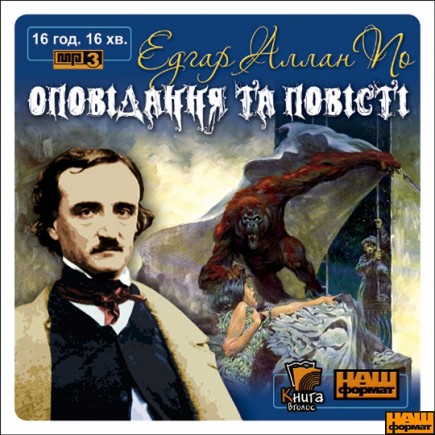 16 год. 16 хв.
mp3
Едгар Аллан По
ОПОВІДАННЯ ТА ПОВІСТІ
Книга
вголос
НАШ
формат
НАШ
формат